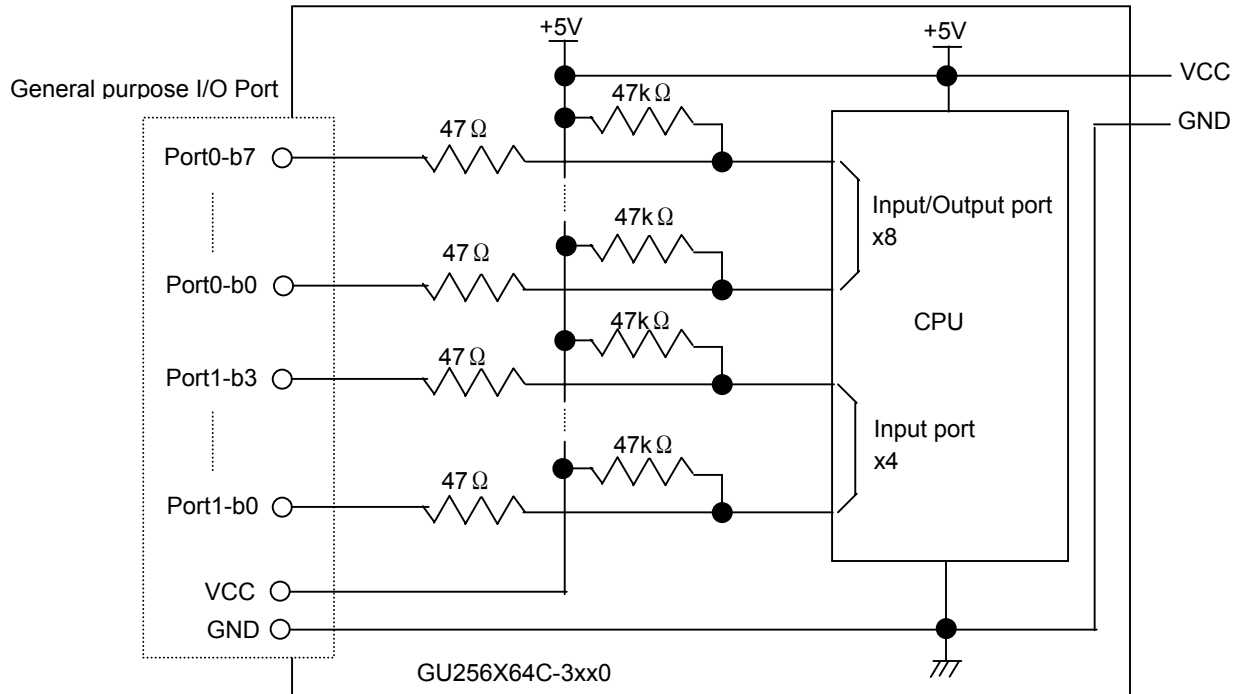 +5V
+5V
VCC
General purpose I/O Port
47kΩ
GND
47Ω
Port0-b7
Input/Output port
x8
47kΩ
47Ω
Port0-b0
47kΩ
CPU
47Ω
Port1-b3
Input port
x4
47kΩ
47Ω
Port1-b0
VCC
GND
GU256X64C-3xx0